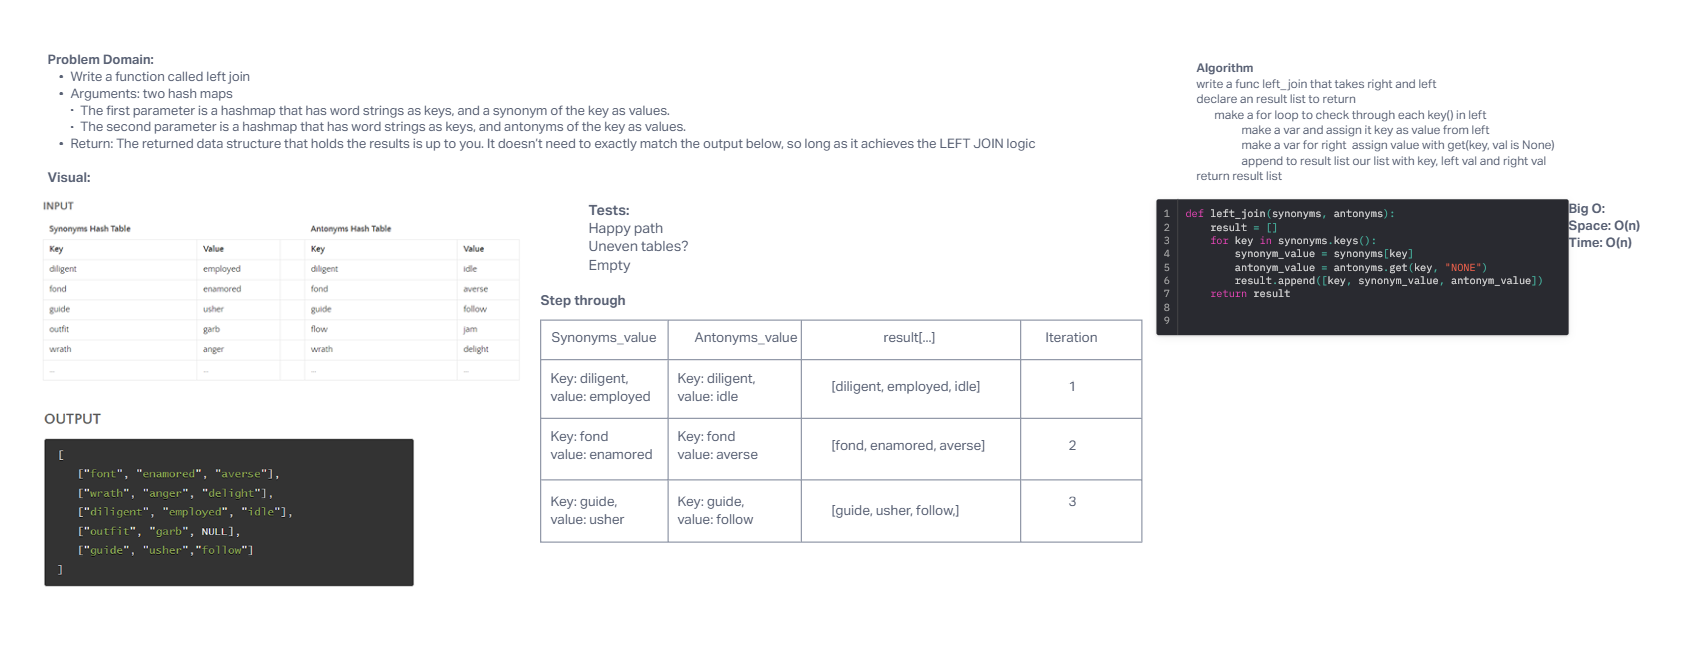 Problem Domain:
• Write a function called left join
• Arguments: two hash maps
• The first parameter is a hashmap that has word strings as keys, and a synonym of the key as values.
• The second parameter is a hashmap that has word strings as keys, and antonyms of the key as values.
• Return: The returned data structure that holds the results is up to you. It doesn't need to exactly match the output below, so long as it achieves the LEFT JOIN logic
Visual:
INPUT
Synonyms Hash Table Antonyms Hash Table
Key Value Key Value
diligent employed diligent idle
fond enamored fond averse
guide usher guide follow
outfit garb flow jam
wrath anger wrath delight
... ... ... ...
OUTPUT
[
["font", "enamored", "averse"],
["wrath", "anger", "delight"],
["diligent", "employed", "idle"],
["outfit", "garb", NULL],
["guide", "usher","follow"]
]
Tests:
Happy path
Uneven tables?
Empty
Step through
Synonyms_value Antonyms_value result[...] Iteration
Key: diligent, Key: diligent,
value: employed value: idle [diligent, employed, idle] 1
Key: fond Key: fond
value: enamored value: averse [fond, enamored, averse] 2
Key: guide, Key: guide,
value: usher value: follow [guide, usher, follow,] 3
Algorithm
write a func left_join that takes right and left
declare an result list to return
make a for loop to check through each key() in left
make a var and assign it key as value from left
make a var for right assign value with get(key, val is None)
append to result list our list with key, left val and right val
return result list
1 def left_join(synonyms, antonyms):
2 result = []
3 for key in synonyms.keys():
4 synonym_value = synonyms[key]
5 antonym_value = antonyms.get(key, "NONE")
6 result.append([key, synonym_value, antonym_value])
7 return result
8
9
Big O:
Space: O(n)
Time: O(n)